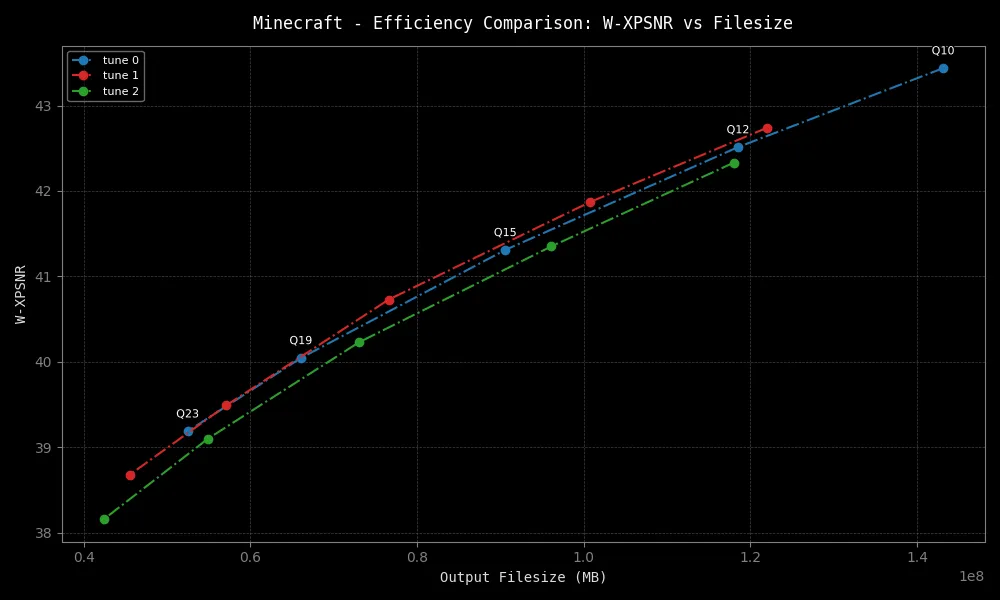 Minecraft - Efficiency Comparison: W-XPSNR vs Filesize
tune 0
tune 1
tune 2
Q10
Q12
Q15
Q19
Q23
43
42
41
40
39
38
W-XPSNR
0.4 0.6 0.8 1.0 1.2 1.4
1e8
Output Filesize (MB)